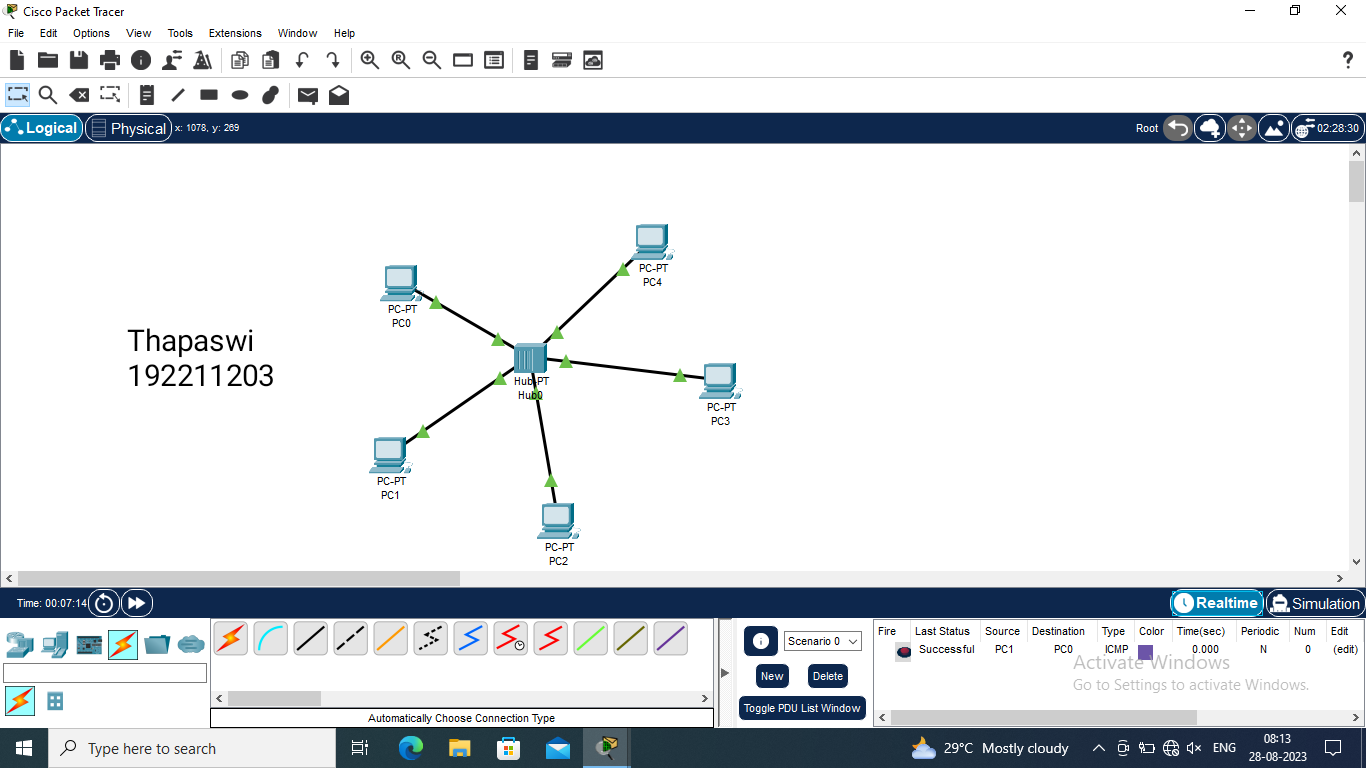 Cisco Packet Tracer
File Edit Options View Tools Extensions Window Help
Logical Physical x: 1078, y: 289 Root 02:28:30
PC-PT
PC4
PC-PT
PC0
Thapaswi
192211203
Hub-PT
Hub0
PC-PT
PC3
PC-PT
PC1
PC-PT
PC2
Time: 00:07:14 Realtime Simulation
Scenario 0
New Delete
Toggle PDU List Window
Fire Last Status Source Destination Type Color Time(sec) Periodic Num Edit
Successful PC1 PC0 ICMP 0.000 N 0 (edit)
Activate Windows
Go to Settings to activate Windows.
Automatically Choose Connection Type
Type here to search
29°C Mostly cloudy
ENG
08:13
28-08-2023